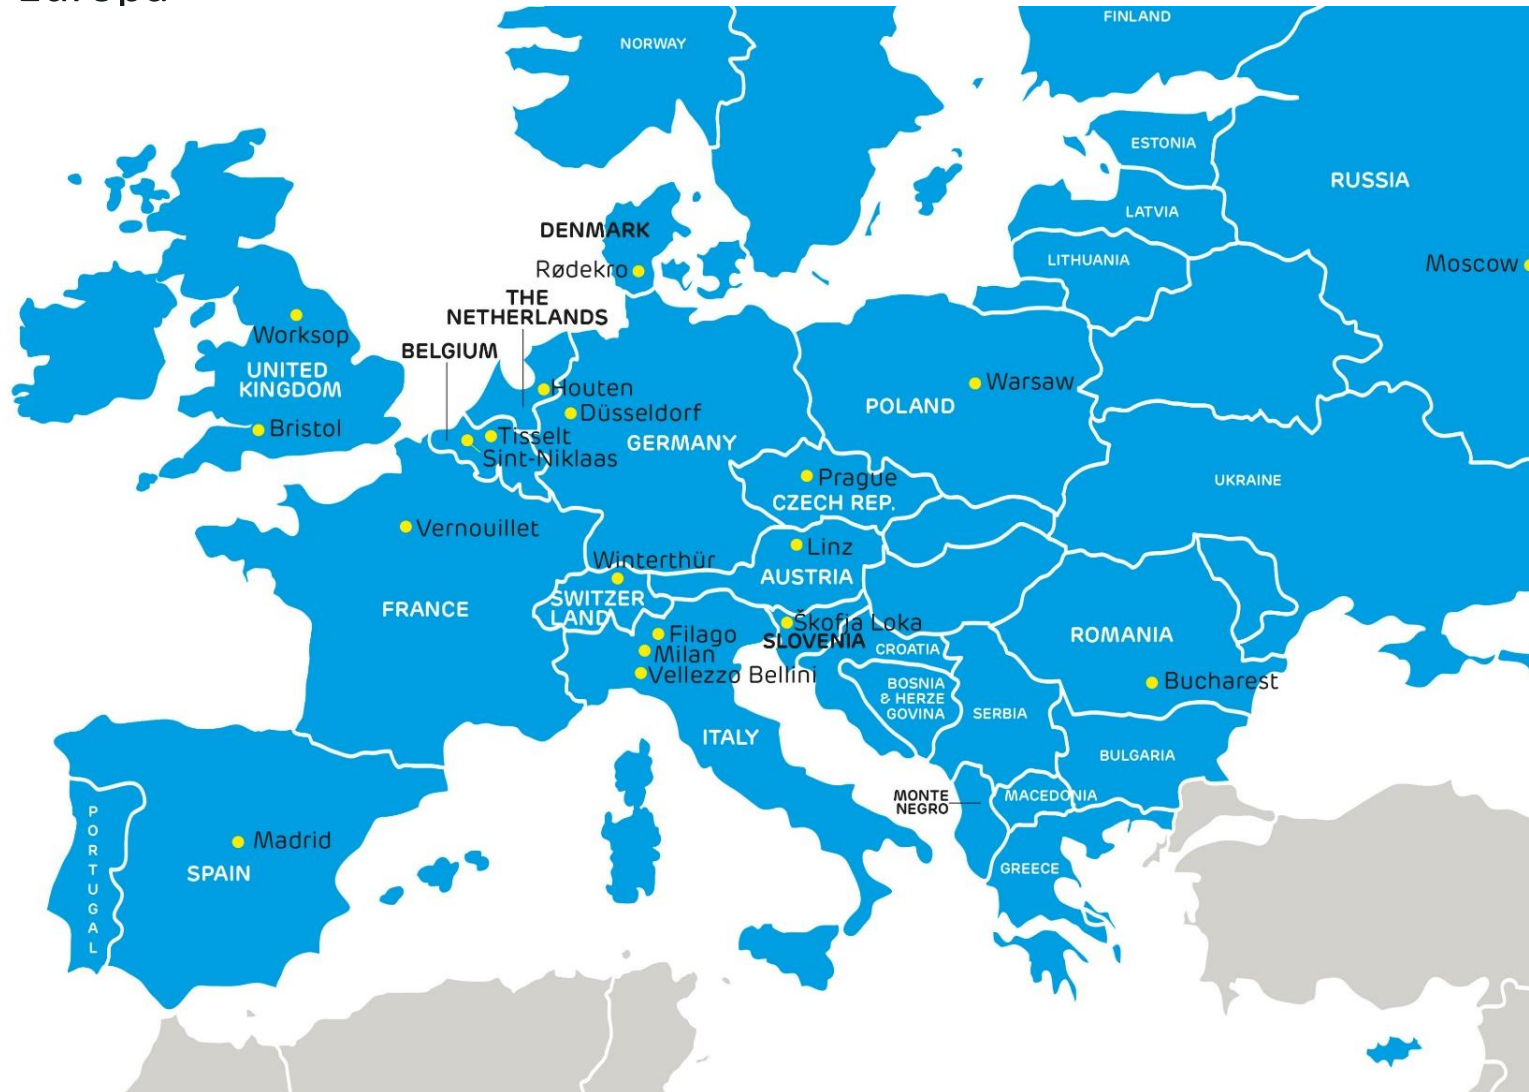 Europa
FINLAND
NORWAY
ESTONIA
RUSSIA
LATVIA
DENMARK
LITHUANIA
Moscow
Rødekro
THE
NETHERLANDS
Worksop
BELGIUM
UNITED
KINGDOM
Houten
Warsaw
POLAND
Düsseldorf
Bristol
Tisselt
GERMANY
Sint-Niklaas
Prague
UKRAINE
CZECH REP.
Vernouillet
Linz
Winterthür
AUSTRIA
SWITZER
LAND
FRANCE
Škofja Loka
SLOVENIA
Filago
ROMANIA
CROATIA
Milan
Vellezzo Bellini
BOSNIA
& HERZE
GOVINA
Bucharest
SERBIA
ITALY
BULGARIA
MONTE
NEGRO
MACEDONIA
PORTUGAL
Madrid
SPAIN
GREECE